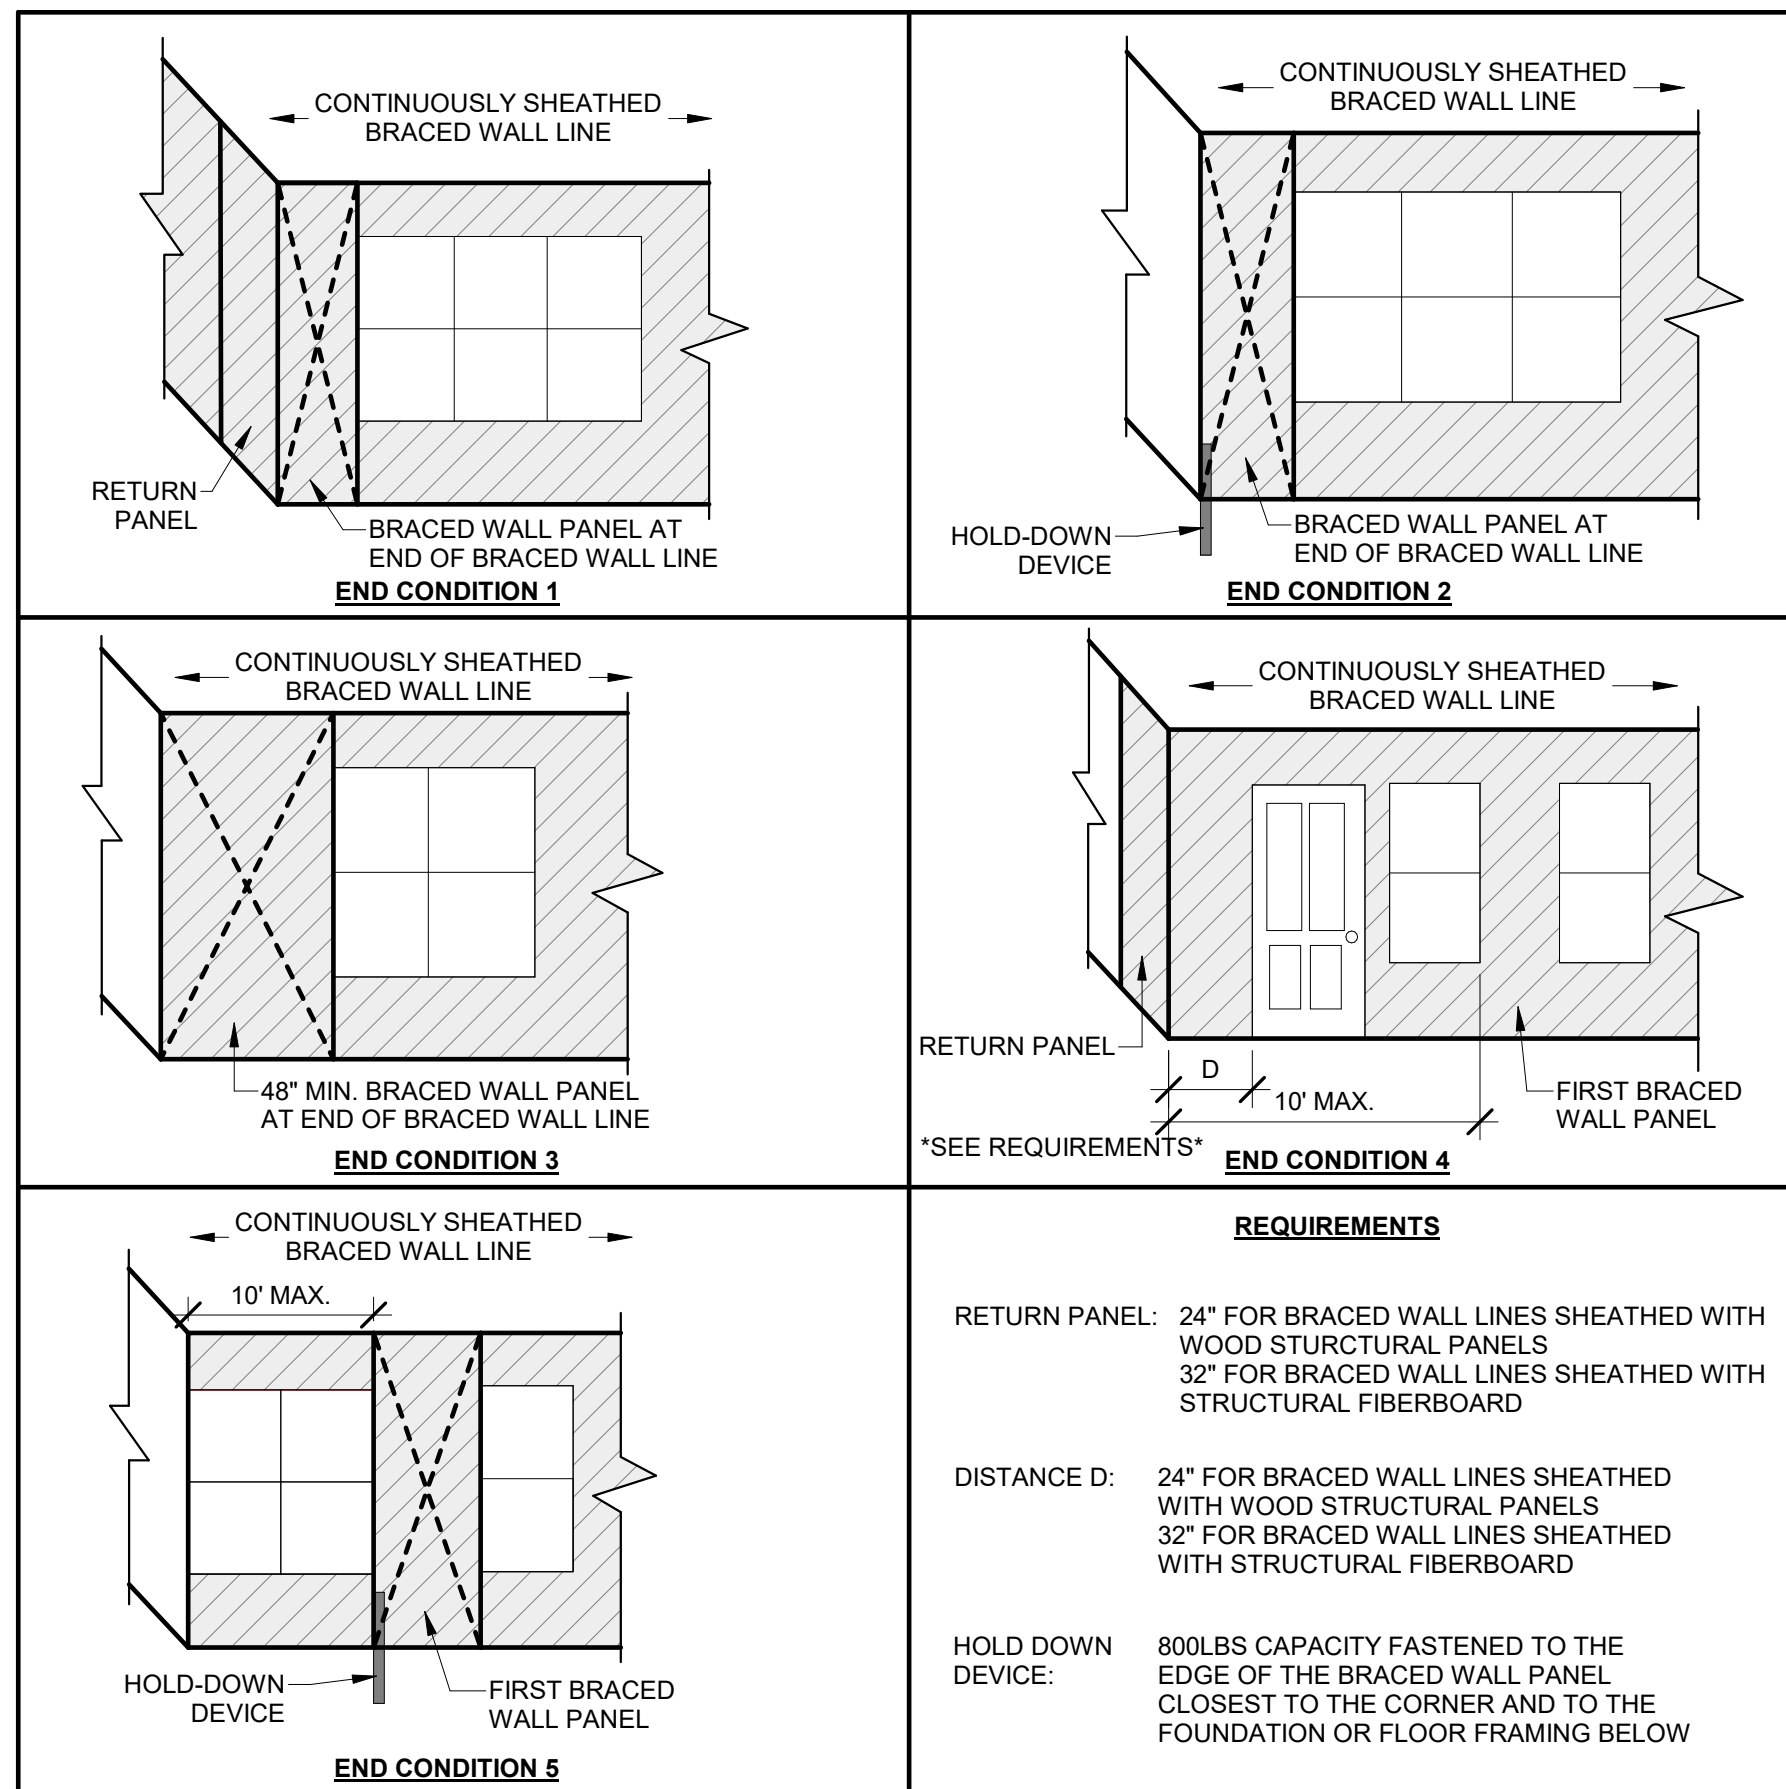 CONTINUOUSLY SHEATHED
BRACED WALL LINE
RETURN
PANEL
BRACED WALL PANEL AT
END OF BRACED WALL LINE
END CONDITION 1
CONTINUOUSLY SHEATHED
BRACED WALL LINE
HOLD-DOWN
DEVICE
BRACED WALL PANEL AT
END OF BRACED WALL LINE
END CONDITION 2
CONTINUOUSLY SHEATHED
BRACED WALL LINE
48" MIN. BRACED WALL PANEL
AT END OF BRACED WALL LINE
END CONDITION 3
CONTINUOUSLY SHEATHED
BRACED WALL LINE
RETURN PANEL
D
10' MAX.
FIRST BRACED
WALL PANEL
*SEE REQUIREMENTS*
END CONDITION 4
CONTINUOUSLY SHEATHED
BRACED WALL LINE
10' MAX.
HOLD-DOWN
DEVICE
FIRST BRACED
WALL PANEL
END CONDITION 5
REQUIREMENTS
RETURN PANEL: 24" FOR BRACED WALL LINES SHEATHED WITH
WOOD STURCTURAL PANELS
32" FOR BRACED WALL LINES SHEATHED WITH
STRUCTURAL FIBERBOARD
DISTANCE D: 24" FOR BRACED WALL LINES SHEATHED
WITH WOOD STRUCTURAL PANELS
32" FOR BRACED WALL LINES SHEATHED
WITH STRUCTURAL FIBERBOARD
HOLD DOWN 800LBS CAPACITY FASTENED TO THE
DEVICE: EDGE OF THE BRACED WALL PANEL
CLOSEST TO THE CORNER AND TO THE
FOUNDATION OR FLOOR FRAMING BELOW